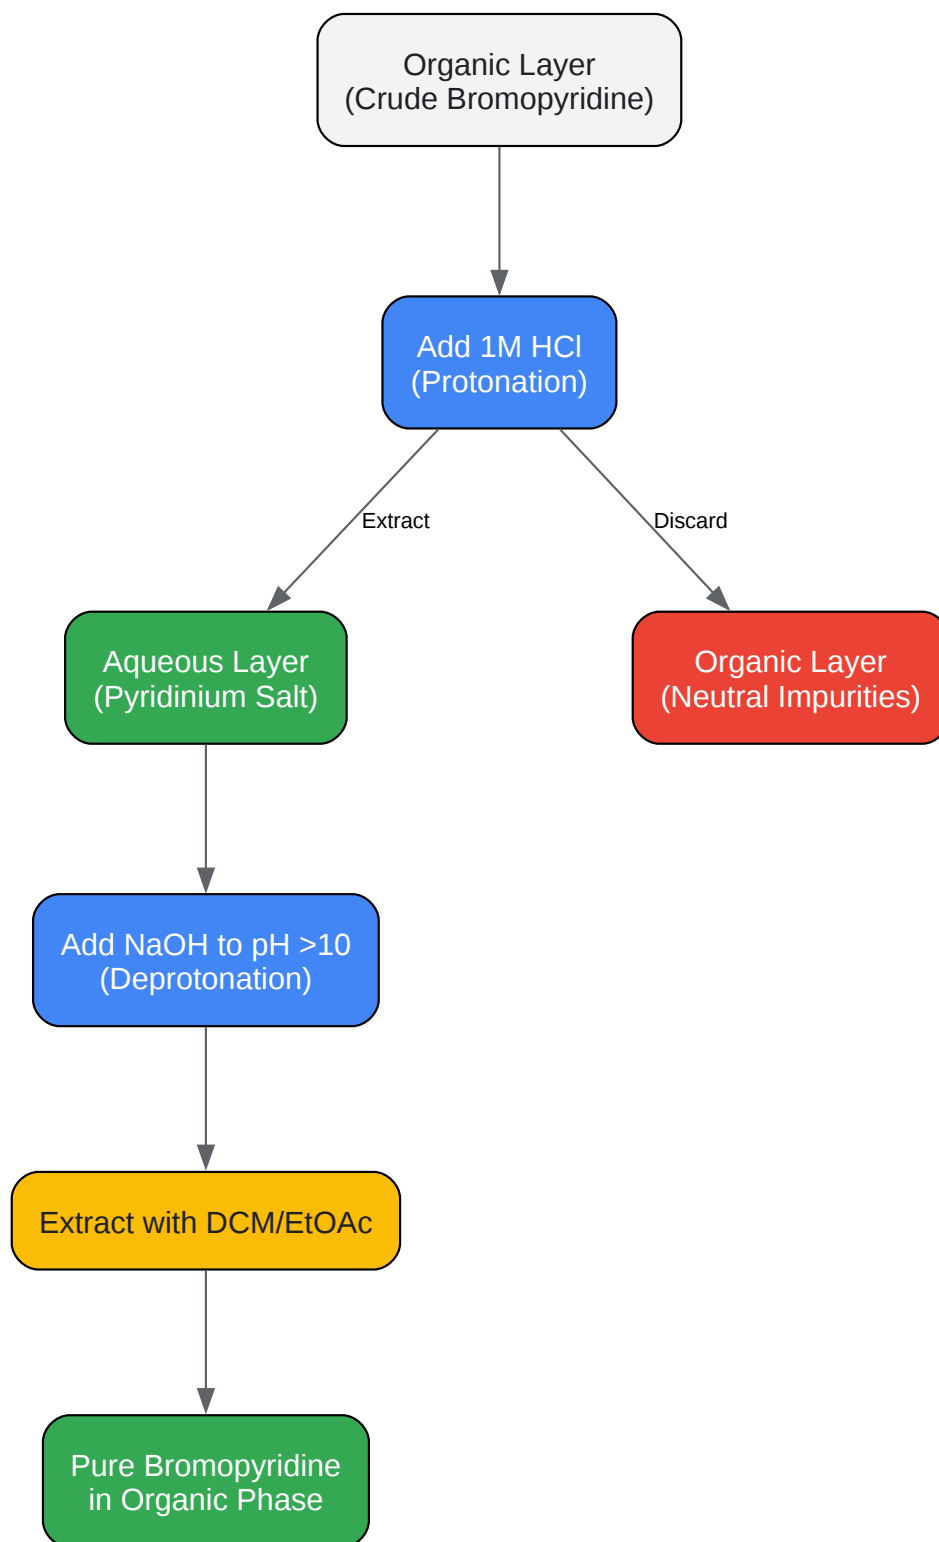 Organic Layer
(Crude Bromopyridine)
Add 1M HCl
(Protonation)
Extract
Discard
Aqueous Layer
(Pyridinium Salt)
Organic Layer
(Neutral Impurities)
Add NaOH to pH >10
(Deprotonation)
Extract with DCM/EtOAc
Pure Bromopyridine
in Organic Phase